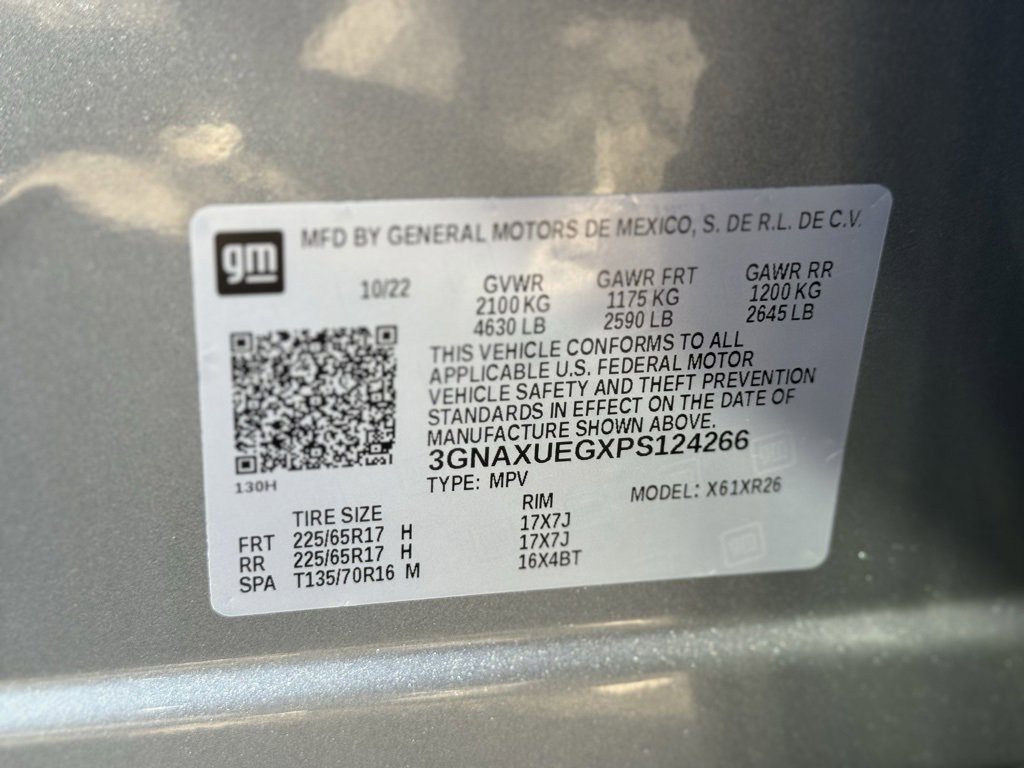 gm MFD BY GENERAL MOTORS DE MEXICO, S. DE R.L. DE C.V.
10/22 GVWR GAWR FRT GAWR RR
2100 KG 1175 KG 1200 KG
4630 LB 2590 LB 2645 LB
THIS VEHICLE CONFORMS TO ALL
APPLICABLE U.S. FEDERAL MOTOR
VEHICLE SAFETY AND THEFT PREVENTION
STANDARDS IN EFFECT ON THE DATE OF
MANUFACTURE SHOWN ABOVE.
3GNAXUEGXPS124266
130H
TYPE: MPV MODEL: X61XR26
TIRE SIZE RIM
FRT 225/65R17 H 17X7J
RR 225/65R17 H 17X7J
SPA T135/70R16 M 16X4BT